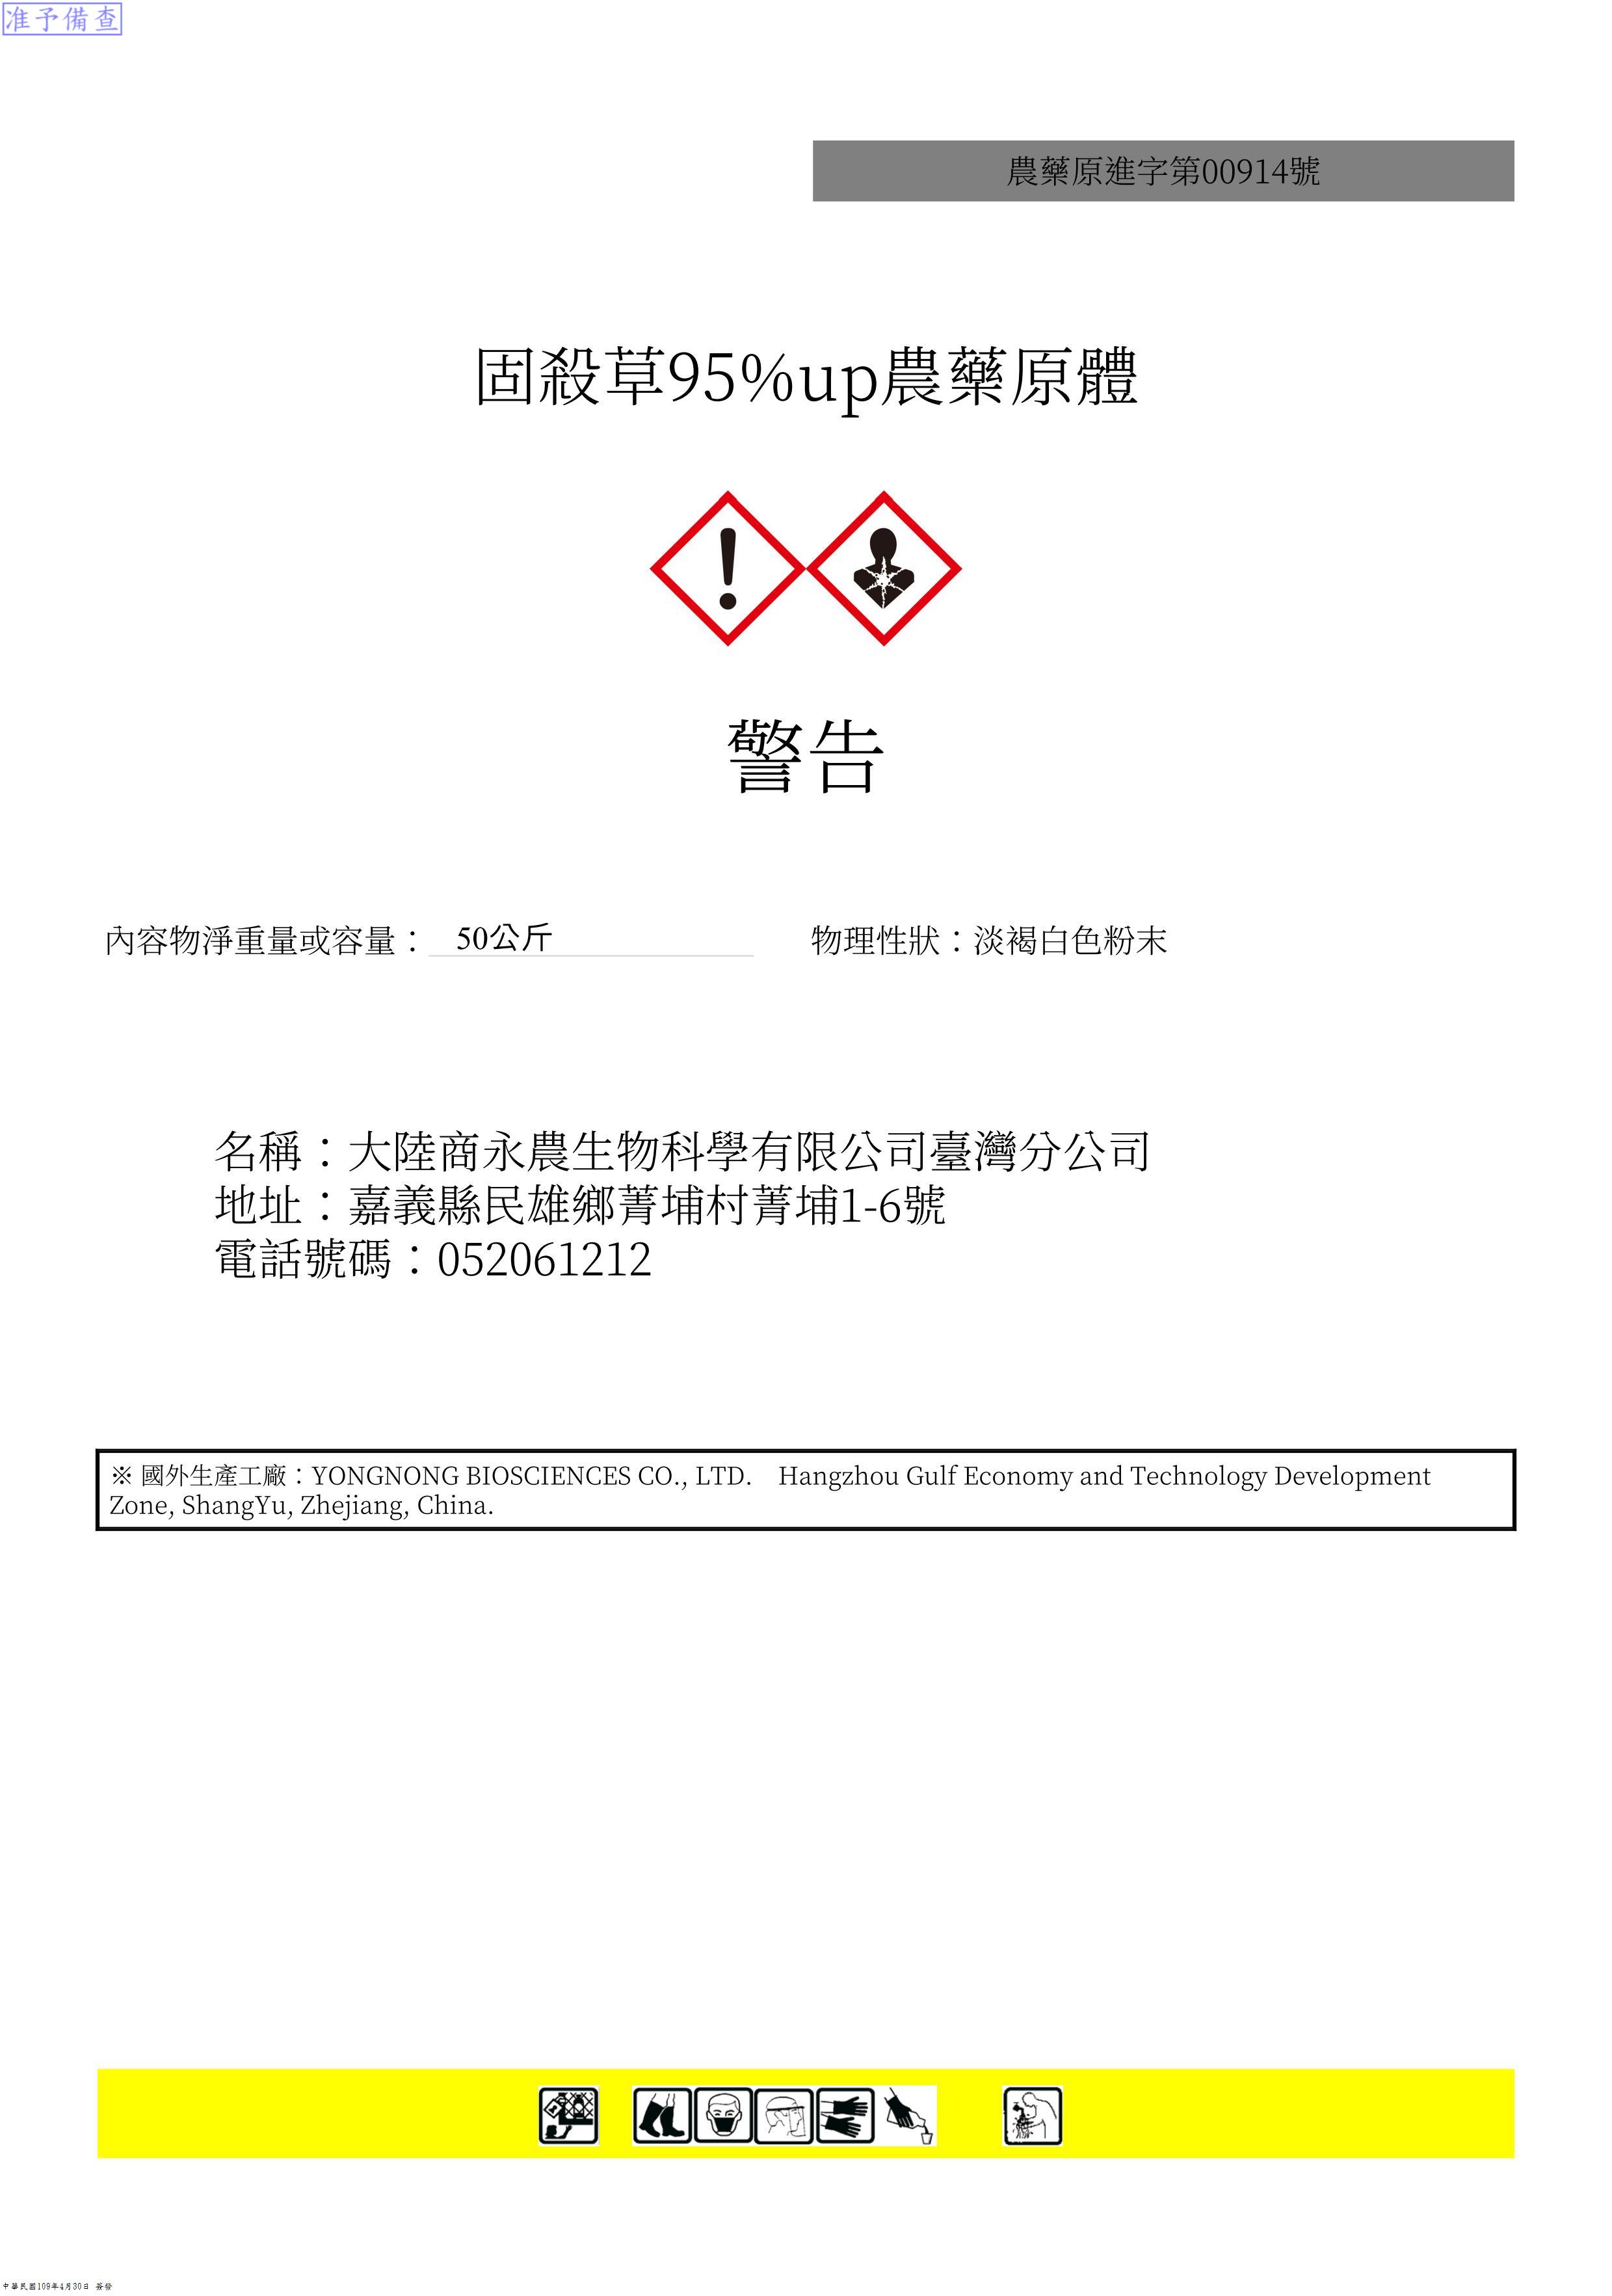 准予備查
農藥原進字第00914號
固殺草95%up農藥原體
警告
內容物淨重量或容量：50公斤 物理性狀：淡褐白色粉末
名稱：大陸商永農生物科學有限公司臺灣分公司
地址：嘉義縣民雄鄉菁埔村菁埔1-6號
電話號碼：052061212
※ 國外生產工廠：YONGNONG BIOSCIENCES CO., LTD. Hangzhou Gulf Economy and Technology Development
Zone, ShangYu, Zhejiang, China.
中華民國109年4月30日 簽發